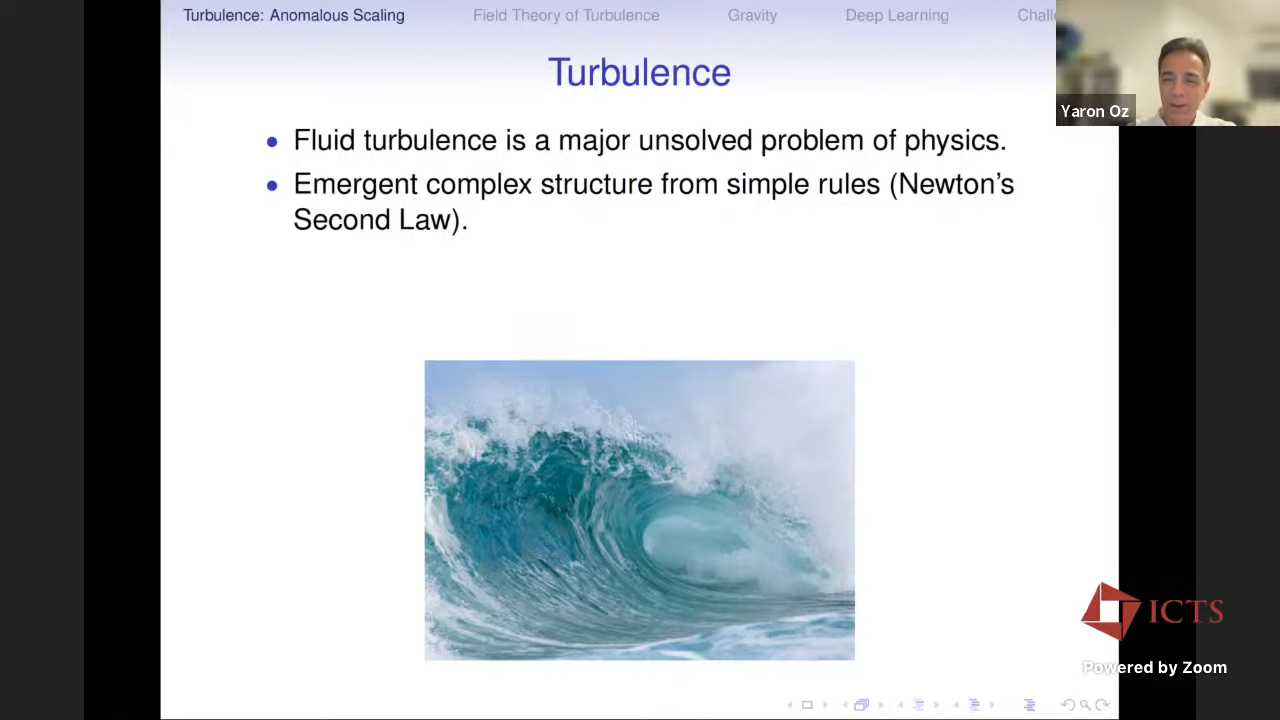 Turbulence: Anomalous Scaling Field Theory of Turbulence Gravity Deep Learning
Yaron Oz
Turbulence
Fluid turbulence is a major unsolved problem of physics.
Emergent complex structure from simple rules (Newton's
Second Law).
ICTS
Powered by Zoom